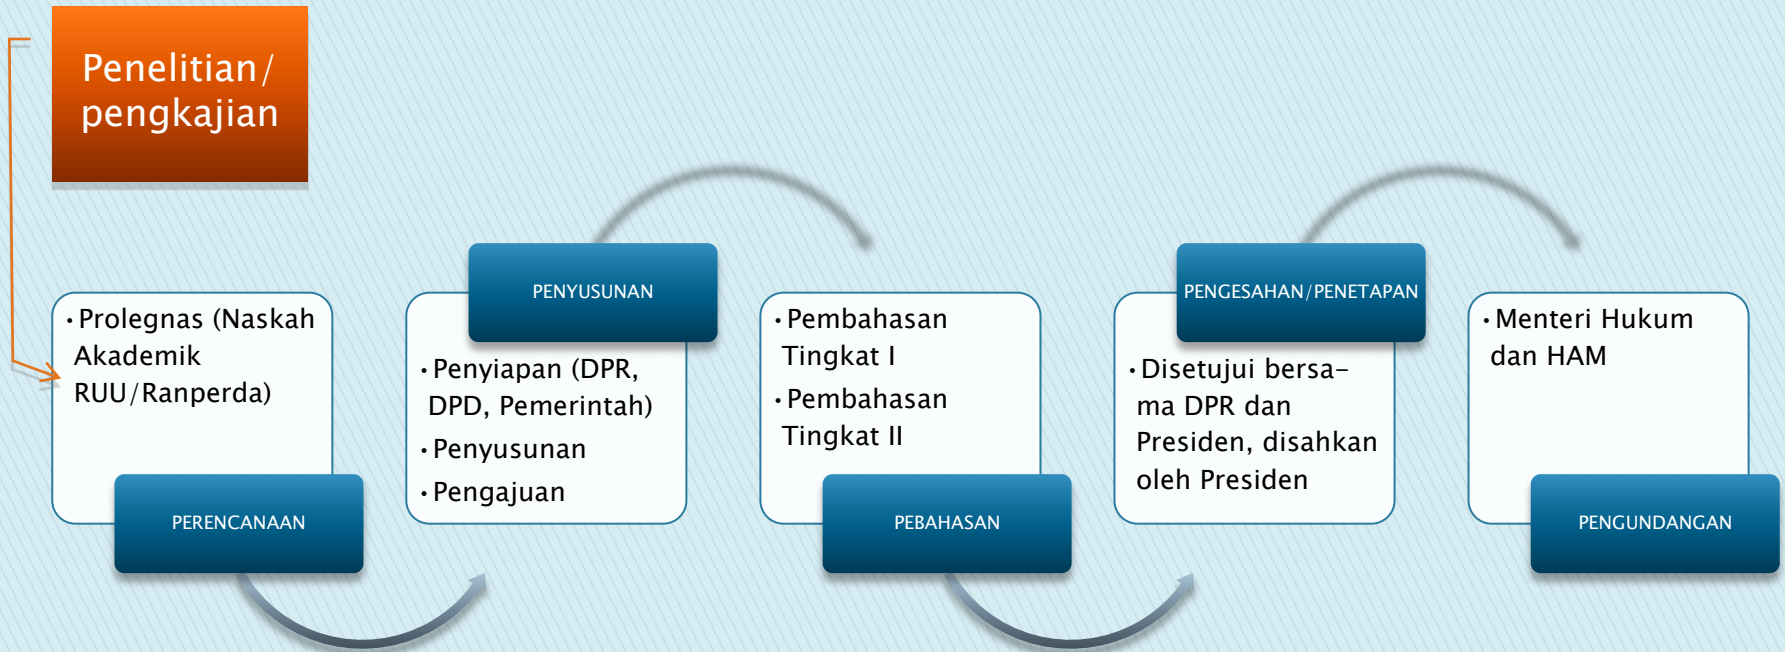 Penelitian/
pengkajian
• Prolegnas (Naskah
Akademik
RUU/Ranperda)
PERENCANAAN
PENYUSUNAN
• Penyiapan (DPR,
DPD, Pemerintah)
• Penyusunan
• Pengajuan
• Pembahasan
Tingkat I
• Pembahasan
Tingkat II
PEBAHASAN
PENGESAHAN/PENETAPAN
• Disetujui bersa-
ma DPR dan
Presiden, disahkan
oleh Presiden
• Menteri Hukum
dan HAM
PENGUNDANGAN